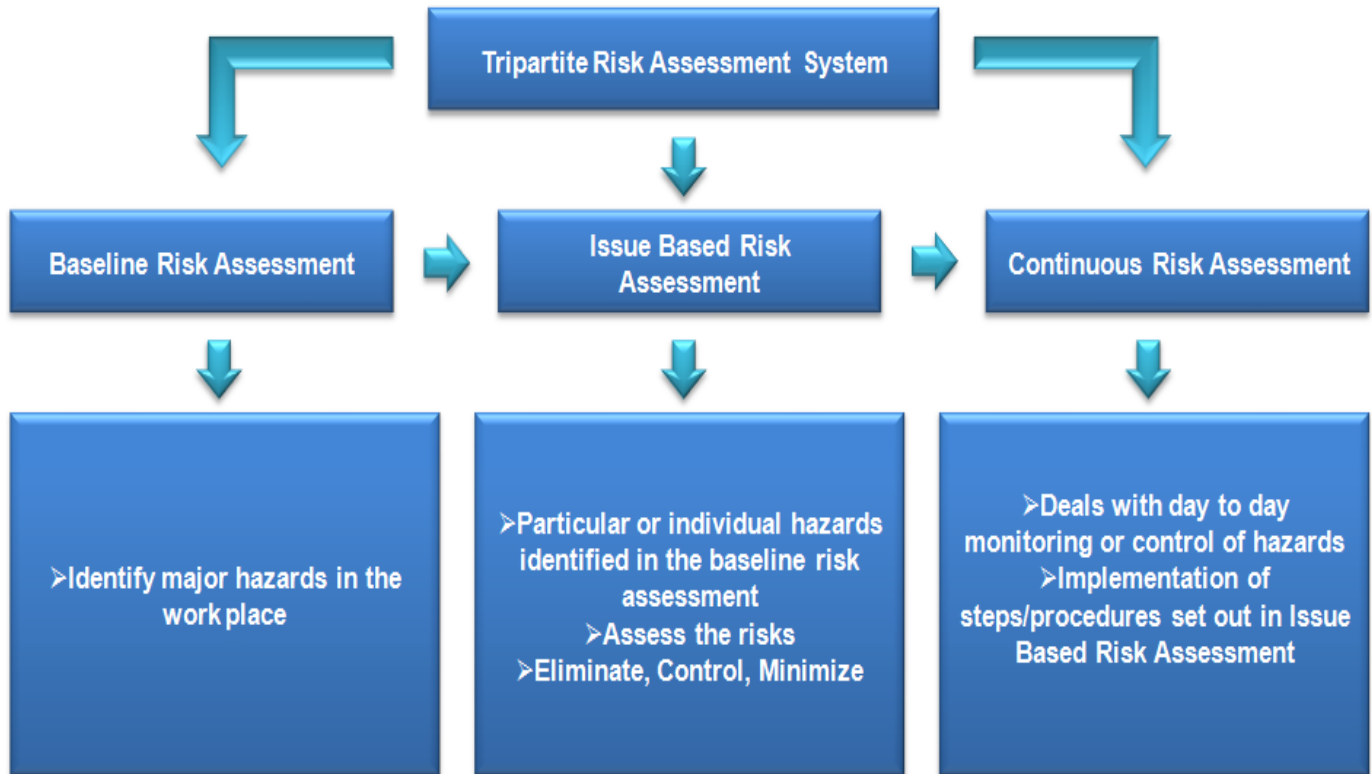 Tripartite Risk Assessment System
Baseline Risk Assessment
Issue Based Risk
Assessment
Continuous Risk Assessment
➢Identify major hazards in the
work place
➢Particular or individual hazards
identified in the baseline risk
assessment
➢Assess the risks
➢Eliminate, Control, Minimize
➢Deals with day to day
monitoring or control of hazards
➢Implementation of
steps/procedures set out in Issue
Based Risk Assessment